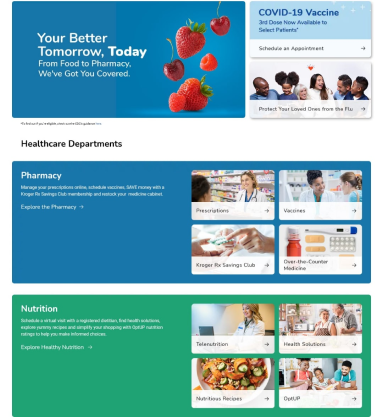 Your Better
Tomorrow, Today
From Food to Pharmacy,
We've Got You Covered.
COVID-19 Vaccine
3rd Dose Now Available to
Select Patients*
Schedule an Appointment →
Protect Your Loved Ones from the Flu →
Healthcare Departments
Pharmacy
Manage your prescriptions online, schedule vaccines, SAVE money with a
Kroger Rx Savings Club membership and restock your medicine cabinet.
Explore the Pharmacy →
Prescriptions →
Vaccines →
Kroger Rx Savings Club →
Over-the-Counter
Medicine →
Nutrition
Schedule a virtual visit with a registered dietitian, find health solutions,
explore yummy recipes and simplify your shopping with OptUP nutrition
ratings to help you make informed choices.
Explore Healthy Nutrition →
Telenutrition →
Health Solutions →
Nutritious Recipes →
OptUP →